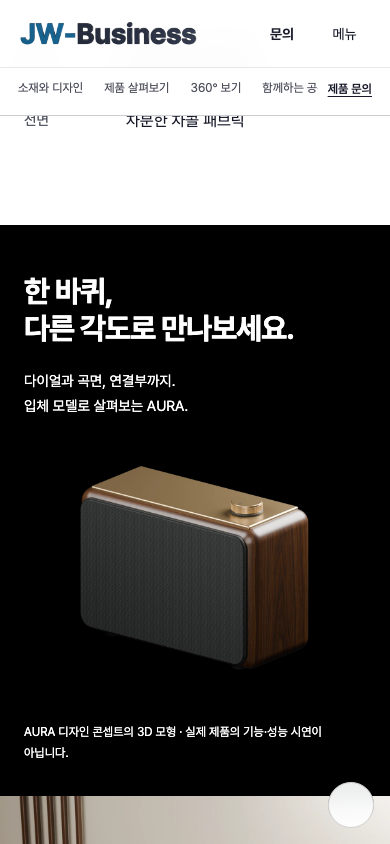 JW-Business
문의
메뉴
소재와 디자인
제품 살펴보기
360° 보기
함께하는 공
제품 문의
전면
차분한 차콜 패브릭
한 바퀴,
다른 각도로 만나보세요.
다이얼과 곡면, 연결부까지.
입체 모델로 살펴보는 AURA.
AURA 디자인 콘셉트의 3D 모형 · 실제 제품의 기능·성능 시연이
아닙니다.